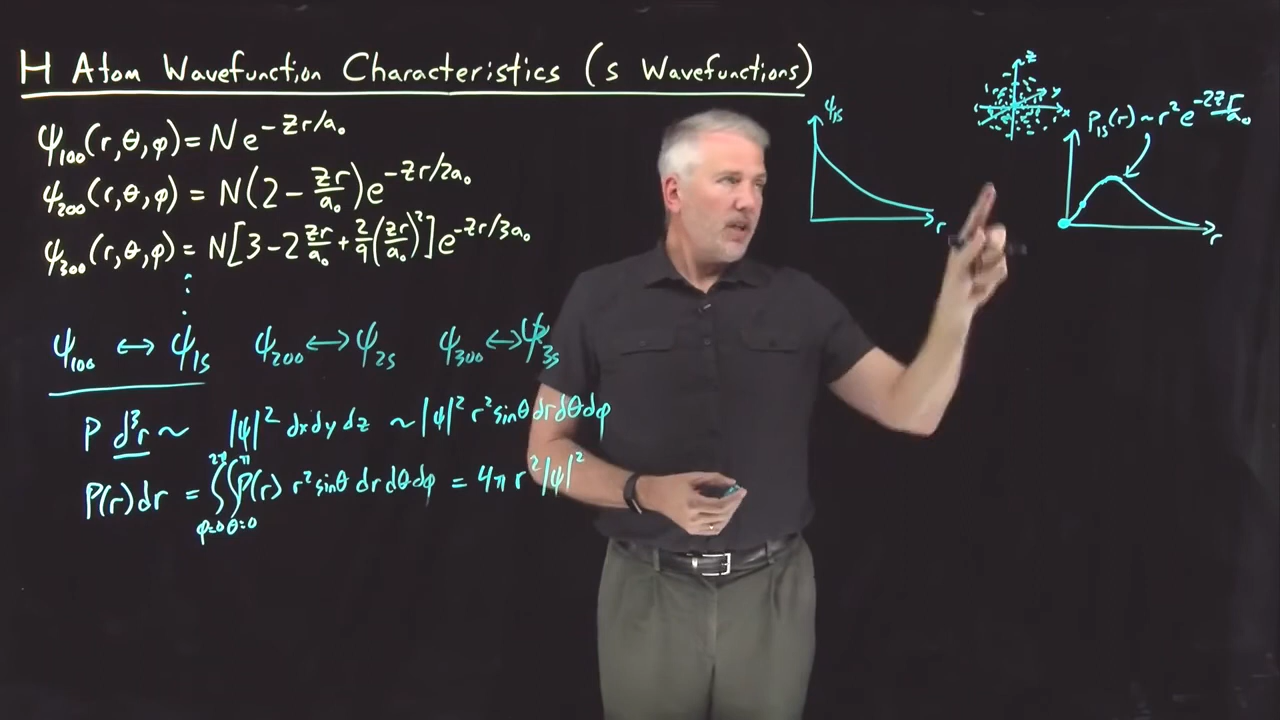 H Atom Wavefunction Characteristics (s Wavefunctions)
ψ₁₀₀(r,θ,φ) = N e^{-Zr/a₀}
ψ₂₀₀(r,θ,φ) = N(2 - Zr/a₀)e^{-Zr/2a₀}
ψ₃₀₀(r,θ,φ) = N[3 - 2 Zr/a₀ + 2/9 (Zr/a₀)²]e^{-Zr/3a₀}
⋮
ψ₁₀₀ ↔ ψ₁s ψ₂₀₀ ↔ ψ₂s ψ₃₀₀ ↔ ψ₃s
P d³r ~ |ψ|² dx dy dz ~ |ψ|² r² sinθ dr dθ dφ
P(r)dr = ∫_{φ=0}^{2π} ∫_{θ=0}^{π} P(r) r² sinθ dr dθ dφ = 4π r² |ψ|²
ψ₁s
r
z
y
x
P₁s(r) ~ r² e^{-2Zr/a₀}
r